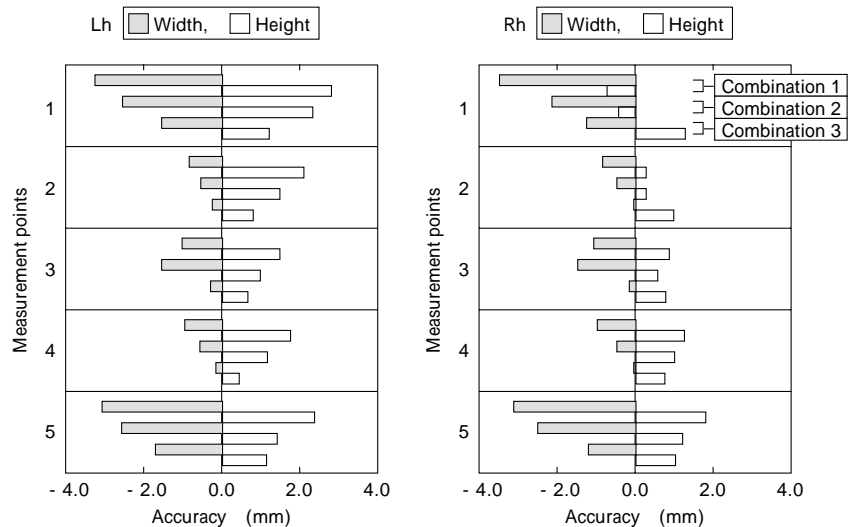 Lh Width, Height
Measurement points
1
2
3
4
5
- 4.0 - 2.0 0.0 2.0 4.0
Accuracy (mm)
Rh Width, Height
Measurement points
1
2
3
4
5
Combination 1
Combination 2
Combination 3
- 4.0 - 2.0 0.0 2.0 4.0
Accuracy (mm)